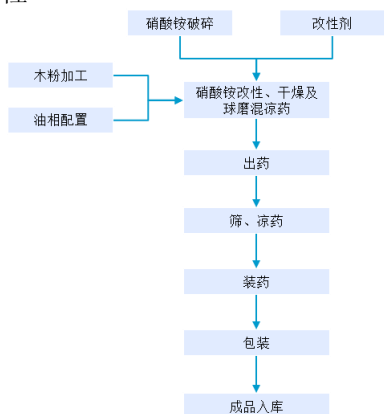 硝酸铵破碎
改性剂
木粉加工
油相配置
硝酸铵改性、干燥及
球磨混凉药
出药
筛、凉药
装药
包装
成品入库